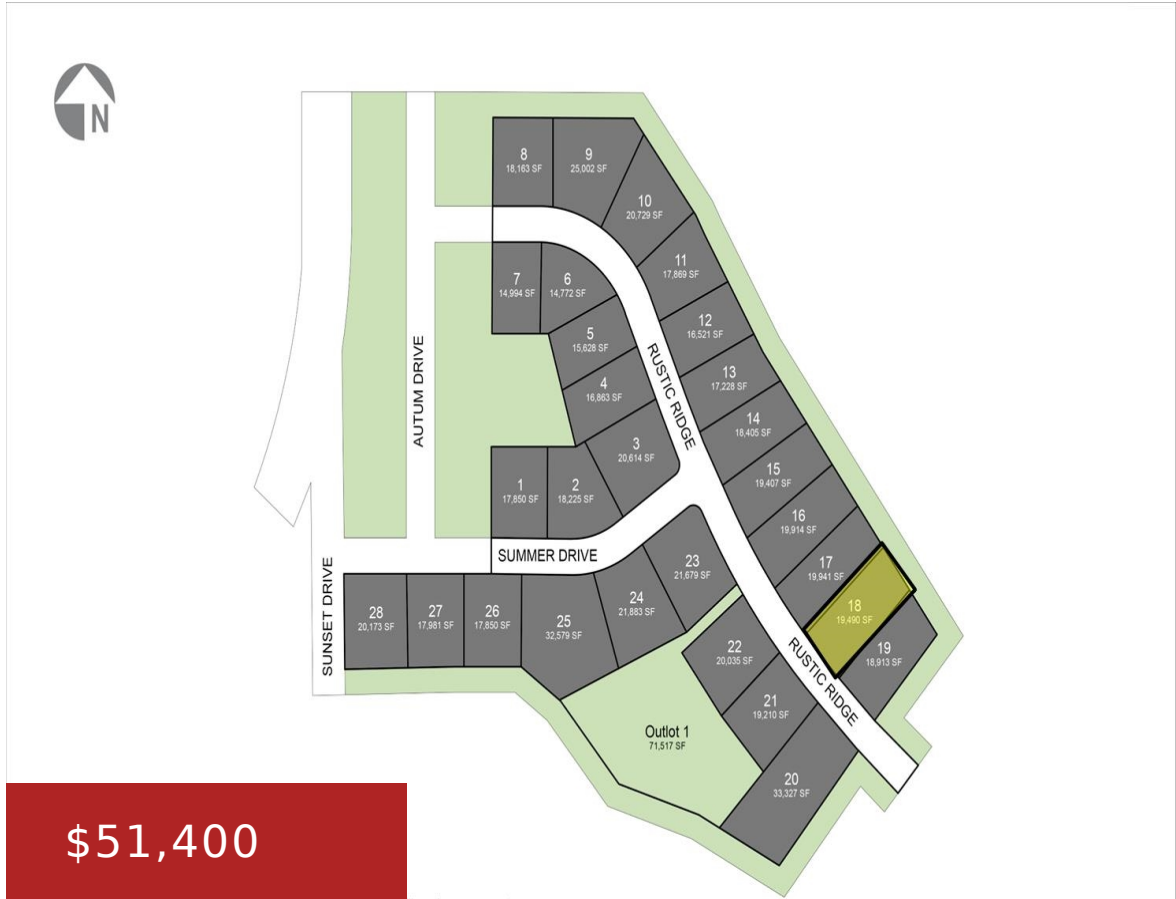 N
8
18,163 SF
9
25,002 SF
10
20,729 SF
11
17,869 SF
7
14,994 SF
6
14,772 SF
12
16,521 SF
5
15,628 SF
13
17,228 SF
4
16,863 SF
RUSTIC RIDGE
AUTUM DRIVE
14
18,405 SF
3
20,614 SF
15
19,407 SF
1
17,850 SF
2
18,225 SF
16
19,914 SF
SUMMER DRIVE
17
19,941 SF
23
21,679 SF
SUNSET DRIVE
28
20,173 SF
27
17,981 SF
26
17,850 SF
25
32,579 SF
24
21,883 SF
18
19,490 SF
22
20,035 SF
19
18,913 SF
RUSTIC RIDGE
21
19,210 SF
Outlot 1
71,517 SF
20
33,327 SF
$51,400